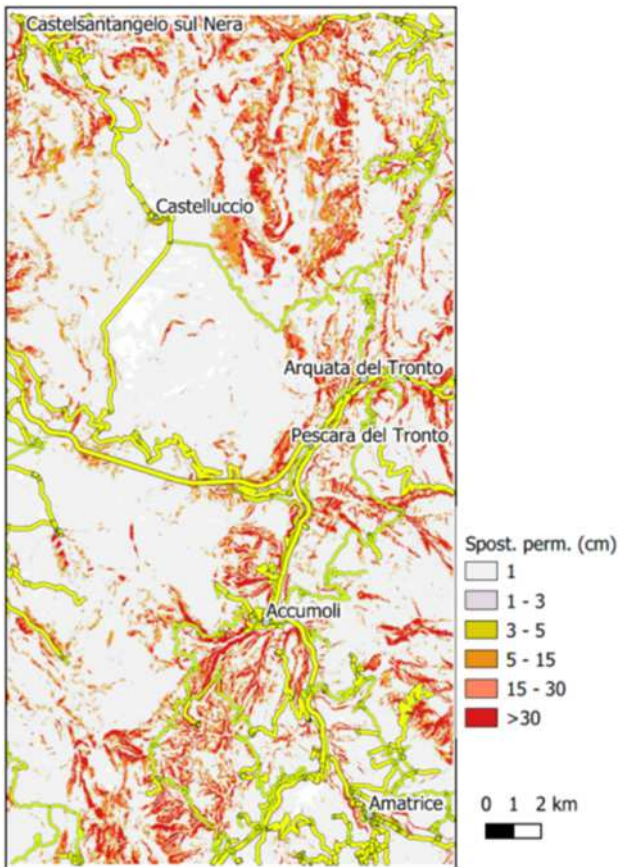 Castelsantangelo sul Nera
Castelluccio
Arquata del Tronto
Pescara del Tronto
Accumoli
Amatrice
Spost. perm. (cm)
1
1 - 3
3 - 5
5 - 15
15 - 30
>30
0 1 2 km